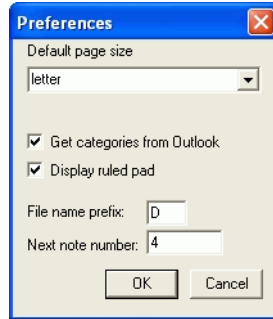 Preferences
Default page size
letter
Get categories from Outlook
Display ruled pad
File name prefix: D
Next note number: 4
OK Cancel